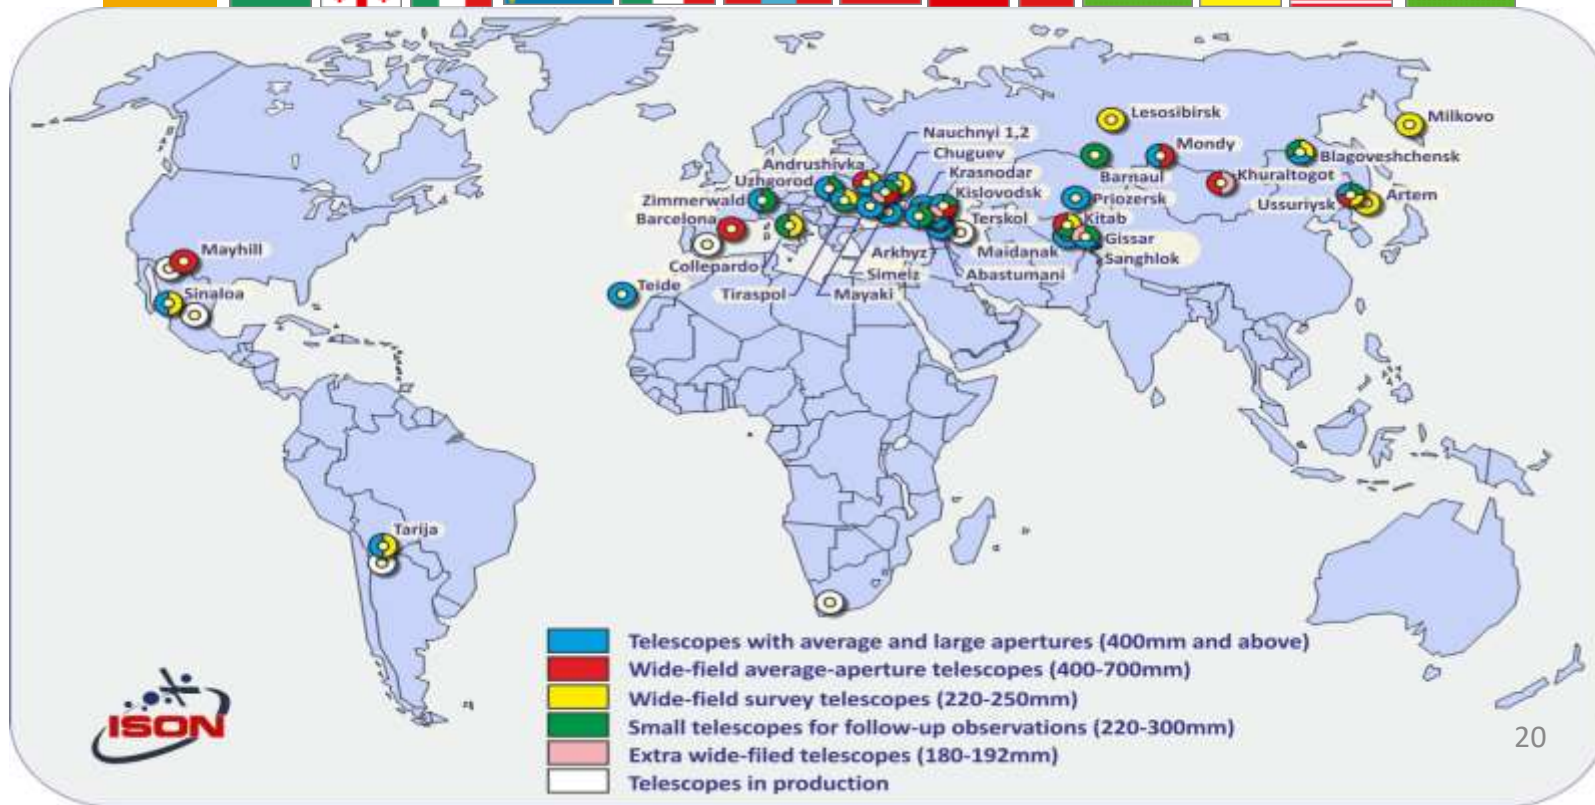 Lesosibirsk
Milkovo
Nauchnyi 1,2
Mondy
Chuguev
Andrushivka
Blagoveshchensk
Krasnodar
Barnaul
Khuraltogot
Uzhgorod
Kislovodsk
Zimmerwald
Priozersk
Artem
Ussuriysk
Barcelona
Terskol
Kitab
Gissar
Mayhill
Arkhyz
Maidanak
Sanghlok
Collepardo
Simeiz
Abastumani
Teide
Sinaloa
Tiraspol
Mayaki
Tarija
Telescopes with average and large apertures (400mm and above)
Wide-field average-aperture telescopes (400-700mm)
Wide-field survey telescopes (220-250mm)
Small telescopes for follow-up observations (220-300mm)
Extra wide-filed telescopes (180-192mm)
Telescopes in production
ISON
20